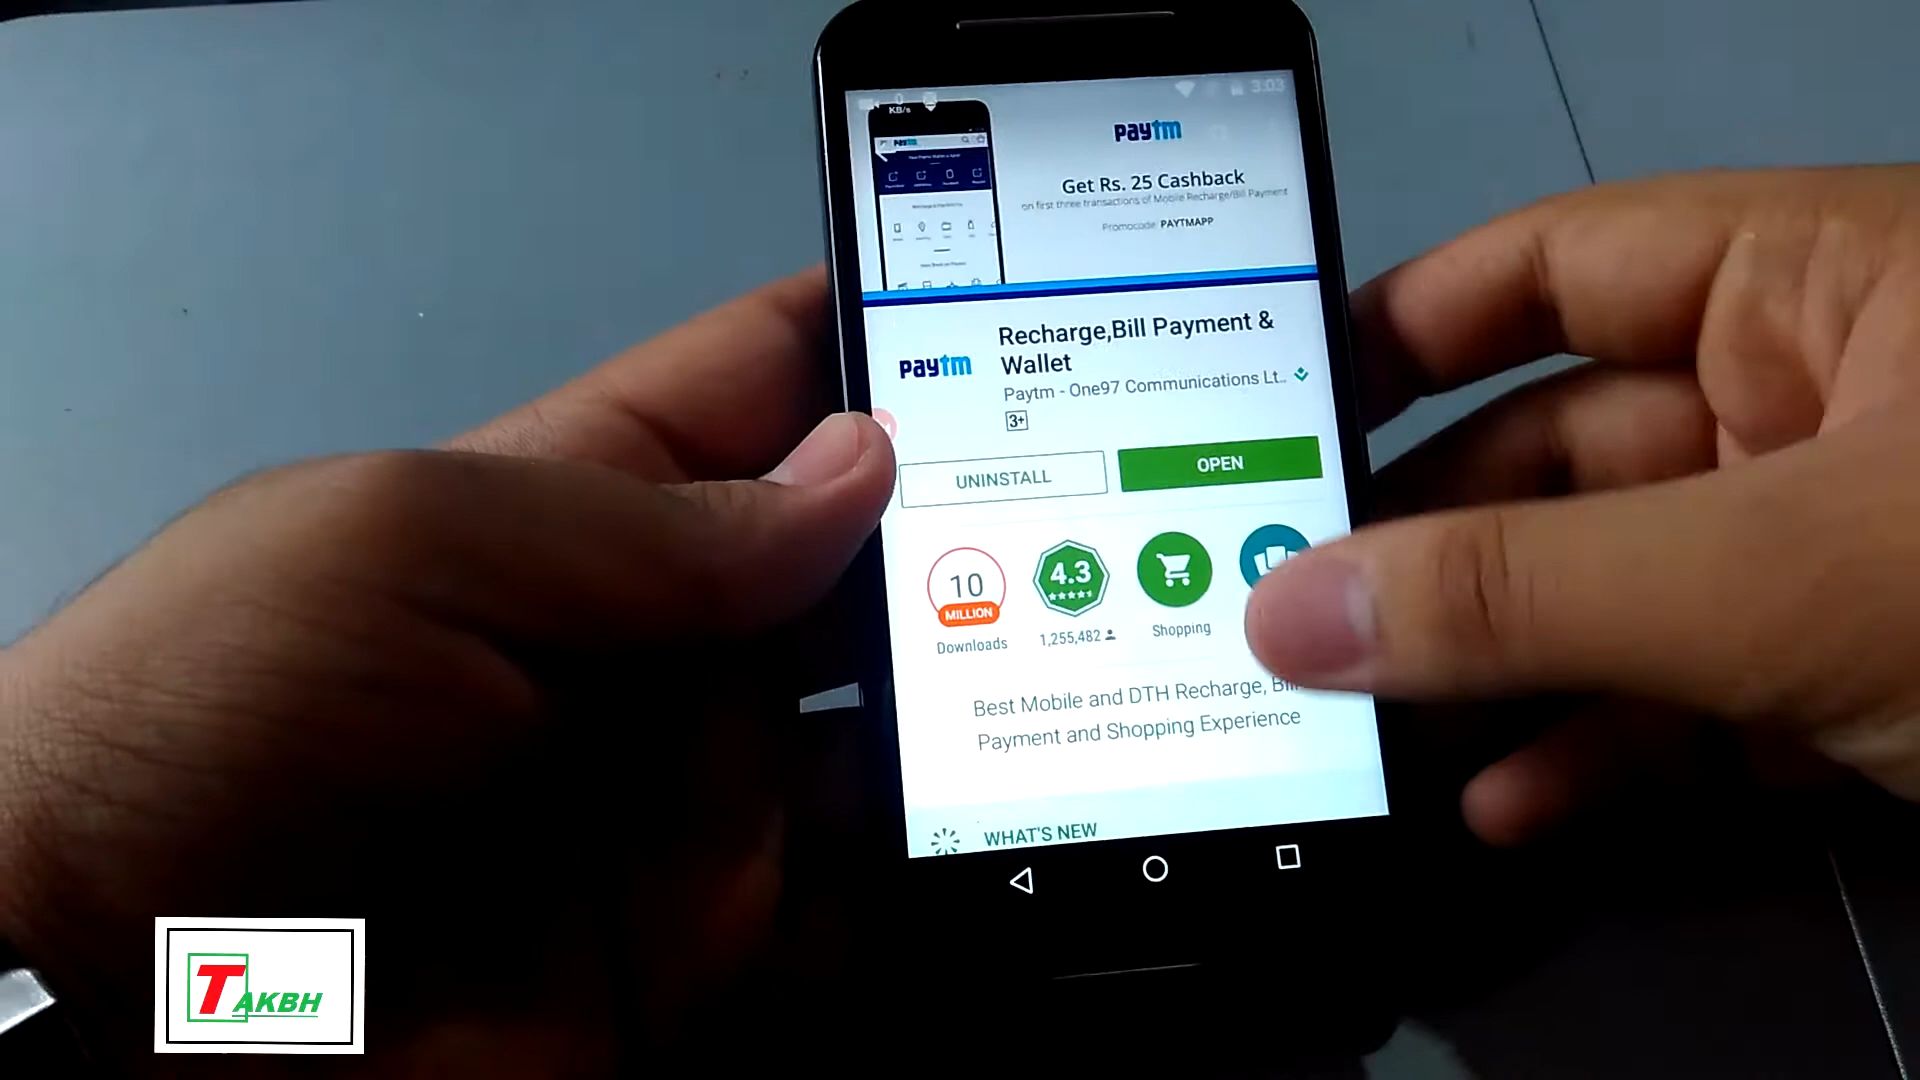 KB/s
3:03
paytm
Get Rs. 25 Cashback
on first three transactions of Mobile Recharge/Bill Payment
Promocode: PAYTMAPP
paytm
Recharge,Bill Payment &
Wallet
Paytm - One97 Communications Lt..
3+
UNINSTALL
OPEN
10
MILLION
Downloads
4.3
1,255,482
Shopping
Best Mobile and DTH Recharge,
Payment and Shopping Experience
WHAT'S NEW
TAKBH